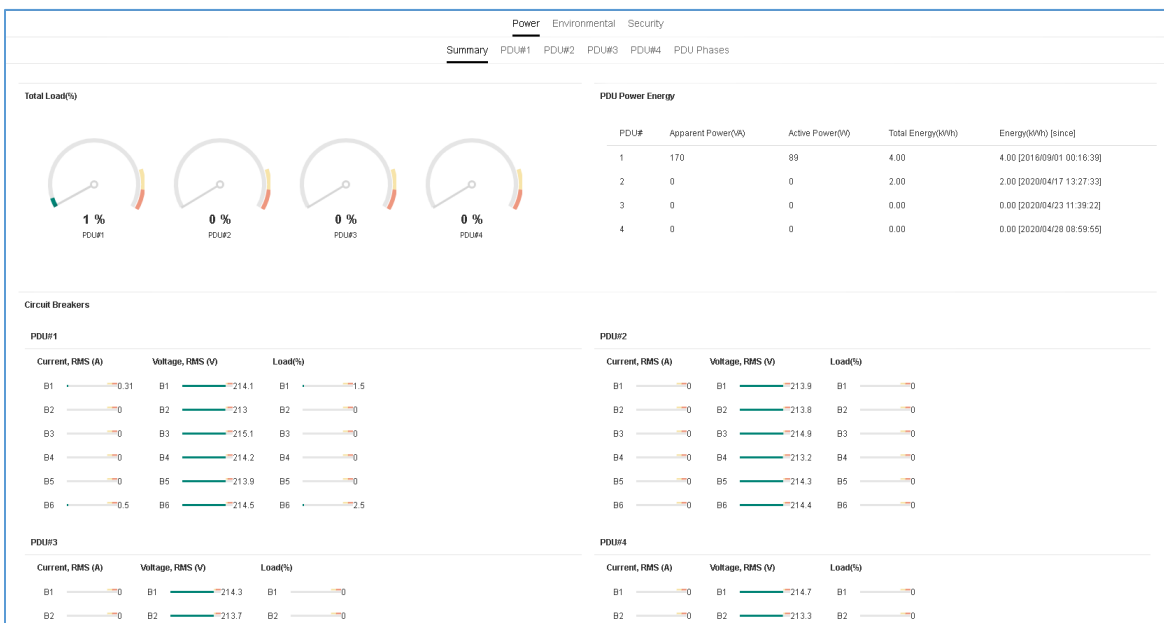 Power Environmental Security
Summary PDU#1 PDU#2 PDU#3 PDU#4 PDU Phases
Total Load(%)
1 % 0 % 0 % 0 %
PDU#1 PDU#2 PDU#3 PDU#4
PDU Power Energy
PDU# Apparent Power(VA) Active Power(W) Total Energy(kWh) Energy(kWh) [since]
1 170 89 4.00 4.00 [2016/09/01 00:16:39]
2 0 0 2.00 2.00 [2020/04/17 13:27:33]
3 0 0 0.00 0.00 [2020/04/23 11:39:22]
4 0 0 0.00 0.00 [2020/04/28 08:59:55]
Circuit Breakers
PDU#1
Current, RMS (A) Voltage, RMS (V) Load(%)
B1 0.31 B1 214.1 B1 1.5
B2 0 B2 213 B2 0
B3 0 B3 215.1 B3 0
B4 0 B4 214.2 B4 0
B5 0 B5 213.9 B5 0
B6 0.5 B6 214.5 B6 2.5
PDU#2
Current, RMS (A) Voltage, RMS (V) Load(%)
B1 0 B1 213.9 B1 0
B2 0 B2 213.8 B2 0
B3 0 B3 214.9 B3 0
B4 0 B4 213.2 B4 0
B5 0 B5 214.3 B5 0
B6 0 B6 214.4 B6 0
PDU#3
Current, RMS (A) Voltage, RMS (V) Load(%)
B1 0 B1 214.3 B1 0
B2 0 B2 213.7 B2 0
PDU#4
Current, RMS (A) Voltage, RMS (V) Load(%)
B1 0 B1 214.7 B1 0
B2 0 B2 213.3 B2 0